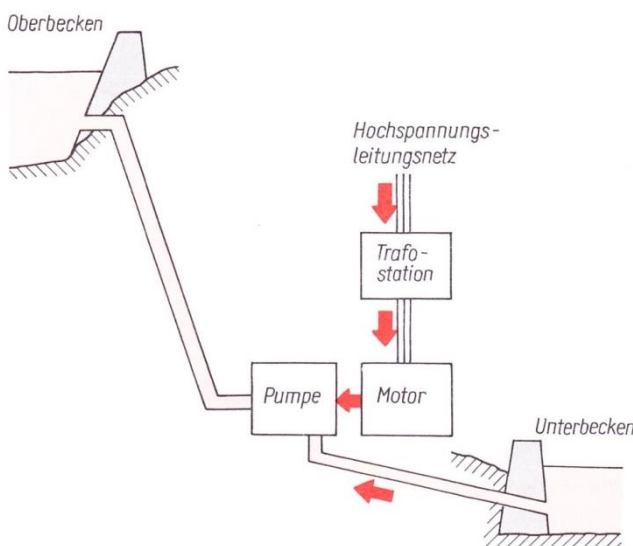 Oberbecken
Hochspannungs-
leitungsnetz
Trafo-
station
Pumpe
Motor
Unterbecken